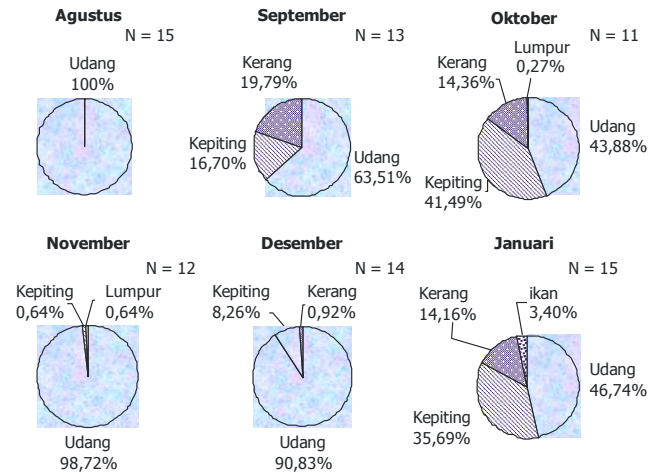 Agustus
N = 15
Udang
100%
September
N = 13
Kerang
19,79%
Kepiting
16,70%
Udang
63,51%
Oktober
N = 11
Lumpur
0,27%
Kerang
14,36%
Udang
43,88%
Kepiting
41,49%
November
N = 12
Kepiting
0,64%
Lumpur
0,64%
Udang
98,72%
Desember
N = 14
Kepiting
8,26%
Kerang
0,92%
Udang
90,83%
Januari
N = 15
Kerang
14,16%
ikan
3,40%
Udang
46,74%
Kepiting
35,69%